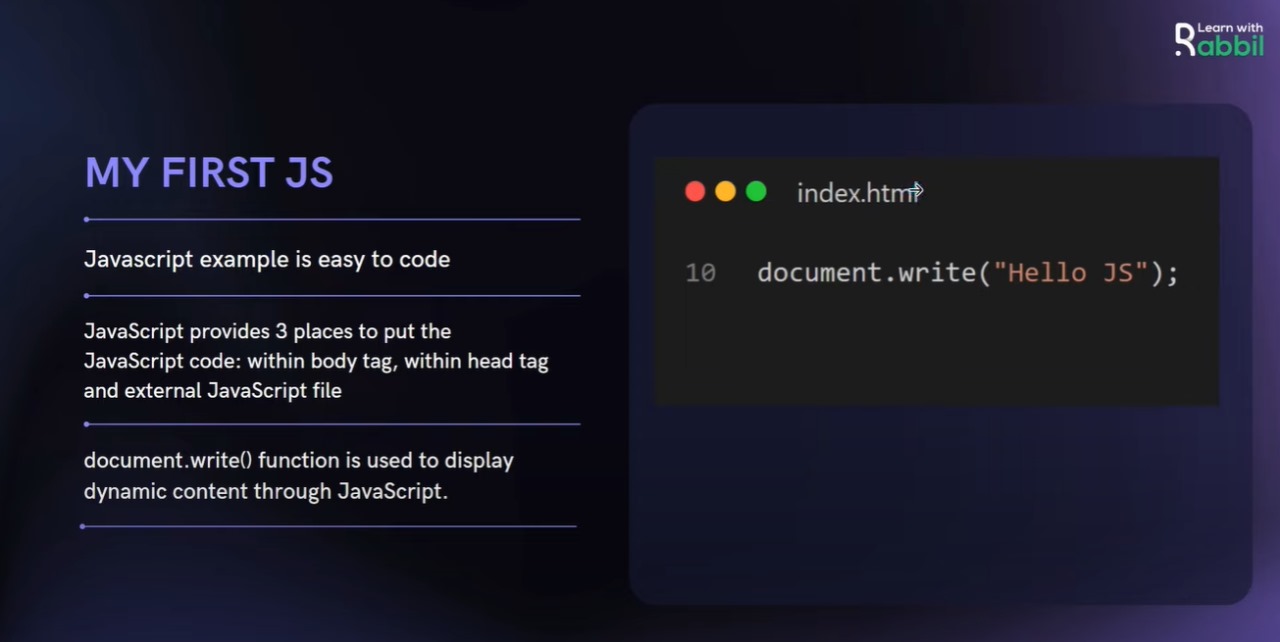 Learn with
Rabbil
MY FIRST JS
Javascript example is easy to code
JavaScript provides 3 places to put the
JavaScript code: within body tag, within head tag
and external JavaScript file
document.write() function is used to display
dynamic content through JavaScript.
index.html
10 document.write("Hello JS");